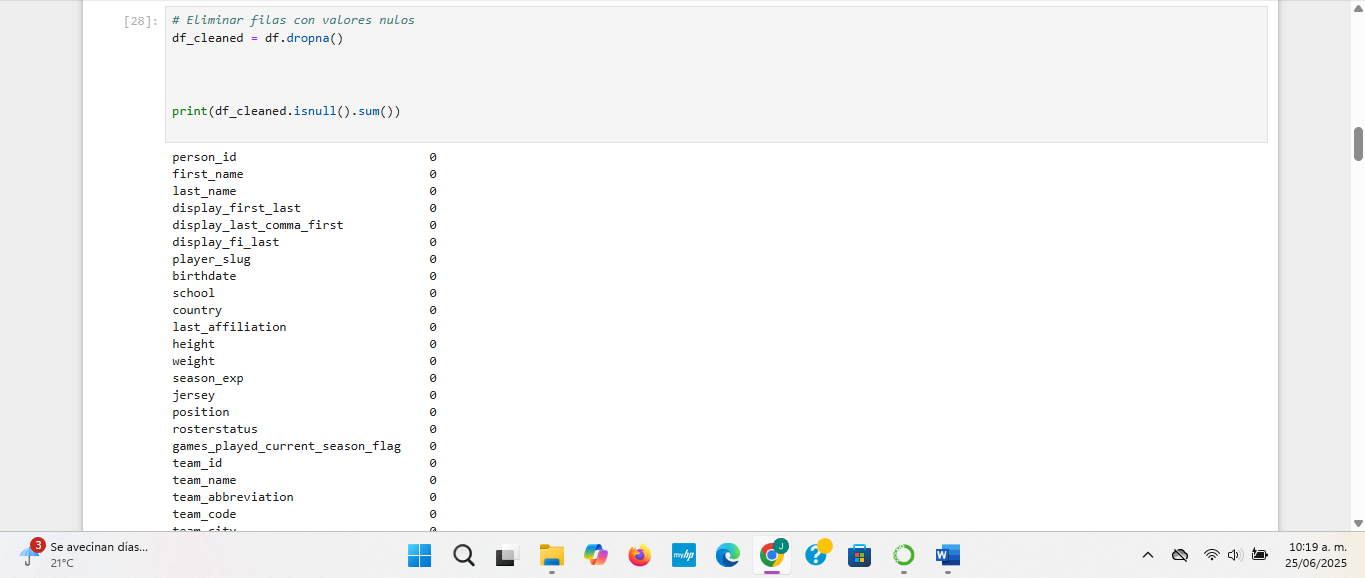 [28]: # Eliminar filas con valores nulos
df_cleaned = df.dropna()
print(df_cleaned.isnull().sum())
person_id 0
first_name 0
last_name 0
display_first_last 0
display_last_comma_first 0
display_fi_last 0
player_slug 0
birthdate 0
school 0
country 0
last_affiliation 0
height 0
weight 0
season_exp 0
jersey 0
position 0
rosterstatus 0
games_played_current_season_flag 0
team_id 0
team_name 0
team_abbreviation 0
team_code 0
team_city 0
3 Se avecinan días...
21°C
myhp
J
?
W
10:19 a. m.
25/06/2025